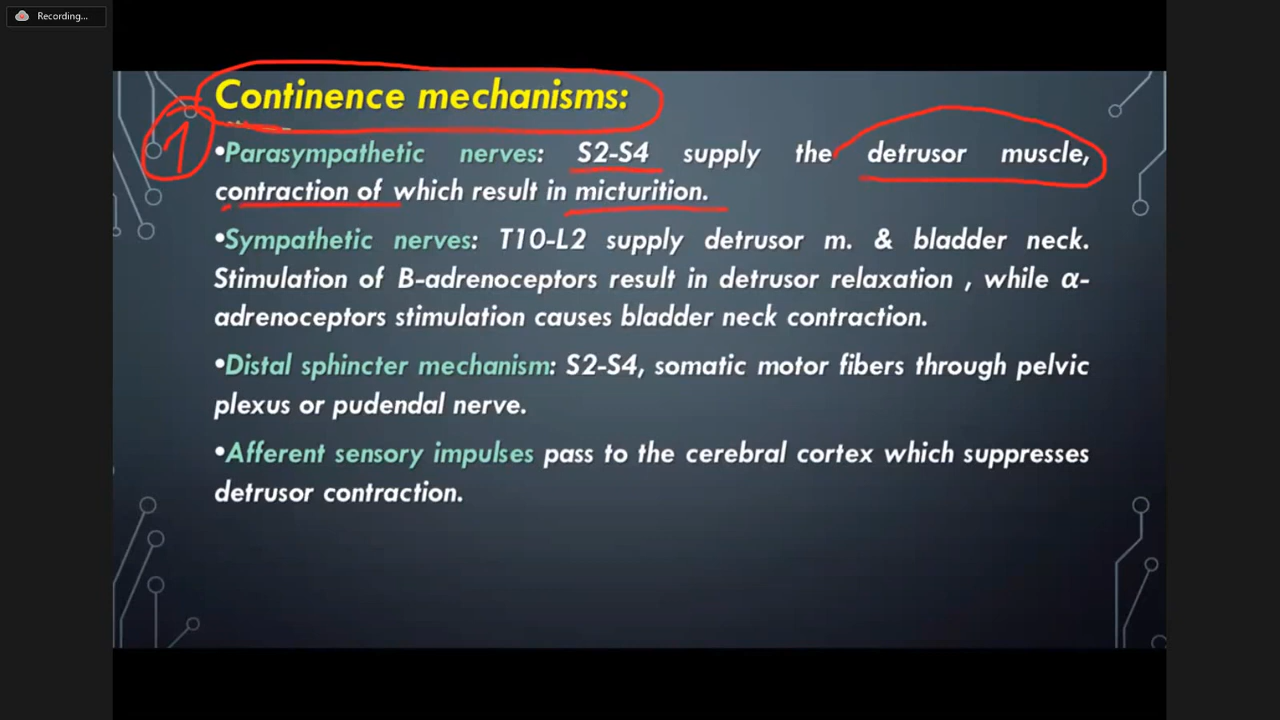 Recording...
Continence mechanisms:
1
•Parasympathetic nerves: S2-S4 supply the detrusor muscle,
contraction of which result in micturition.
•Sympathetic nerves: T10-L2 supply detrusor m. & bladder neck.
Stimulation of B-adrenoceptors result in detrusor relaxation , while α-
adrenoceptors stimulation causes bladder neck contraction.
•Distal sphincter mechanism: S2-S4, somatic motor fibers through pelvic
plexus or pudendal nerve.
•Afferent sensory impulses pass to the cerebral cortex which suppresses
detrusor contraction.